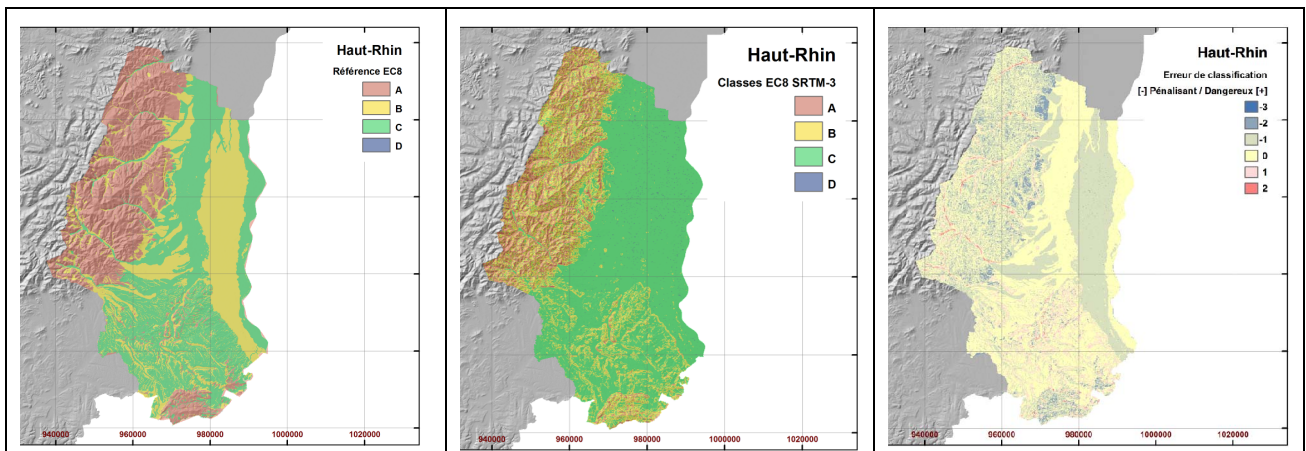 Haut-Rhin
Référence EC8
A
B
C
D
940000 960000 980000 1000000 1020000
Haut-Rhin
Classes EC8 SRTM-3
A
B
C
D
940000 960000 980000 1000000 1020000
Haut-Rhin
Erreur de classification
[-] Pénalisant / Dangereux [+]
-3
-2
-1
0
1
2
940000 960000 980000 1000000 1020000